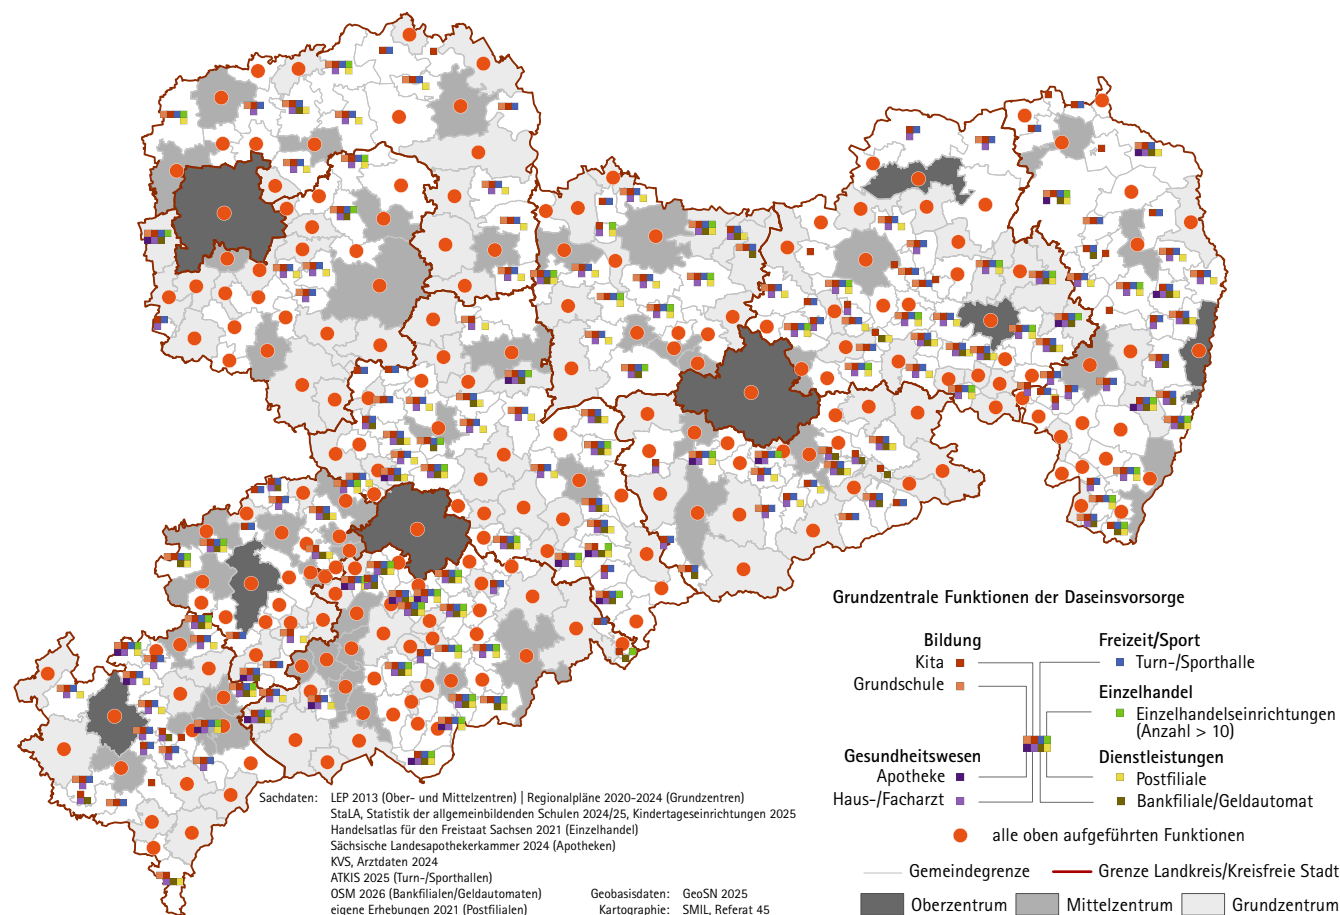 Grundzentrale Funktionen der Daseinsvorsorge
Bildung
Kita
Grundschule
Gesundheitswesen
Apotheke
Haus-/Facharzt
Freizeit/Sport
Turn-/Sporthalle
Einzelhandel
Einzelhandelseinrichtungen
(Anzahl > 10)
Dienstleistungen
Postfiliale
Bankfiliale/Geldautomat
alle oben aufgeführten Funktionen
Gemeindegrenze
Grenze Landkreis/Kreisfreie Stadt
Oberzentrum
Mittelzentrum
Grundzentrum
Sachdaten: LEP 2013 (Ober- und Mittelzentren) | Regionalpläne 2020-2024 (Grundzentren)
StaLA, Statistik der allgemeinbildenden Schulen 2024/25, Kindertageseinrichtungen 2025
Handelsatlas für den Freistaat Sachsen 2021 (Einzelhandel)
Sächsische Landesapothekerkammer 2024 (Apotheken)
KVS, Arztdaten 2024
ATKIS 2025 (Turn-/Sporthallen)
OSM 2026 (Bankfilialen/Geldautomaten)
eigene Erhebungen 2021 (Postfilialen)
Geobasisdaten: GeoSN 2025
Kartographie: SMIL, Referat 45